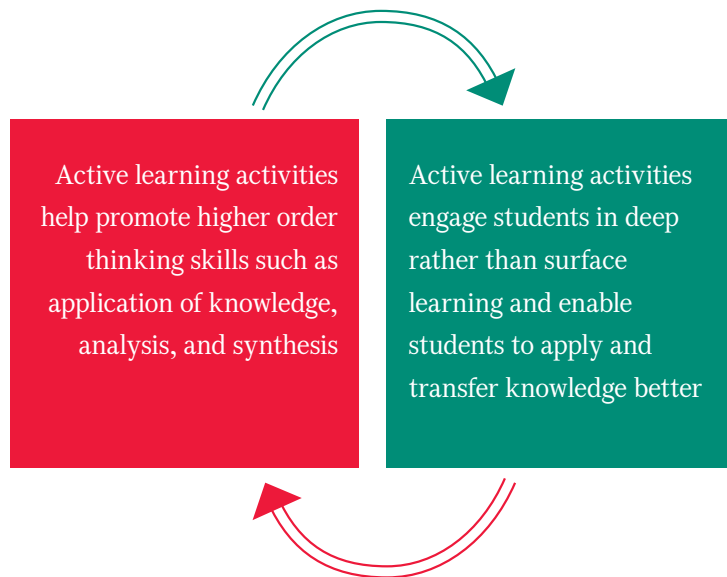 Active learning activities
help promote higher order
thinking skills such as
application of knowledge,
analysis, and synthesis
Active learning activities
engage students in deep
rather than surface
learning and enable
students to apply and
transfer knowledge better